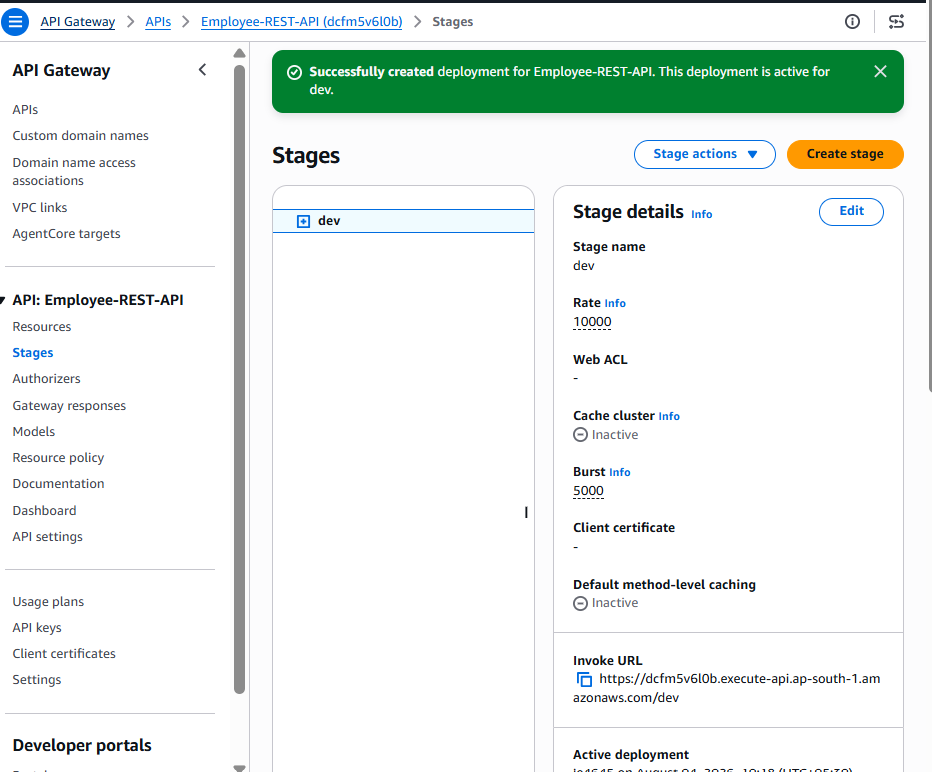 API Gateway > APIs > Employee-REST-API (dcfm5v6l0b) > Stages
API Gateway
APIs
Custom domain names
Domain name access
associations
VPC links
AgentCore targets
API: Employee-REST-API
Resources
Stages
Authorizers
Gateway responses
Models
Resource policy
Documentation
Dashboard
API settings
Usage plans
API keys
Client certificates
Settings
Developer portals
Successfully created deployment for Employee-REST-API. This deployment is active for
dev.
Stages
Stage actions
Create stage
dev
Stage details Info
Edit
Stage name
dev
Rate Info
10000
Web ACL
-
Cache cluster Info
Inactive
Burst Info
5000
Client certificate
-
Default method-level caching
Inactive
Invoke URL
https://dcfm5v6l0b.execute-api.ap-south-1.am
azonaws.com/dev
Active deployment